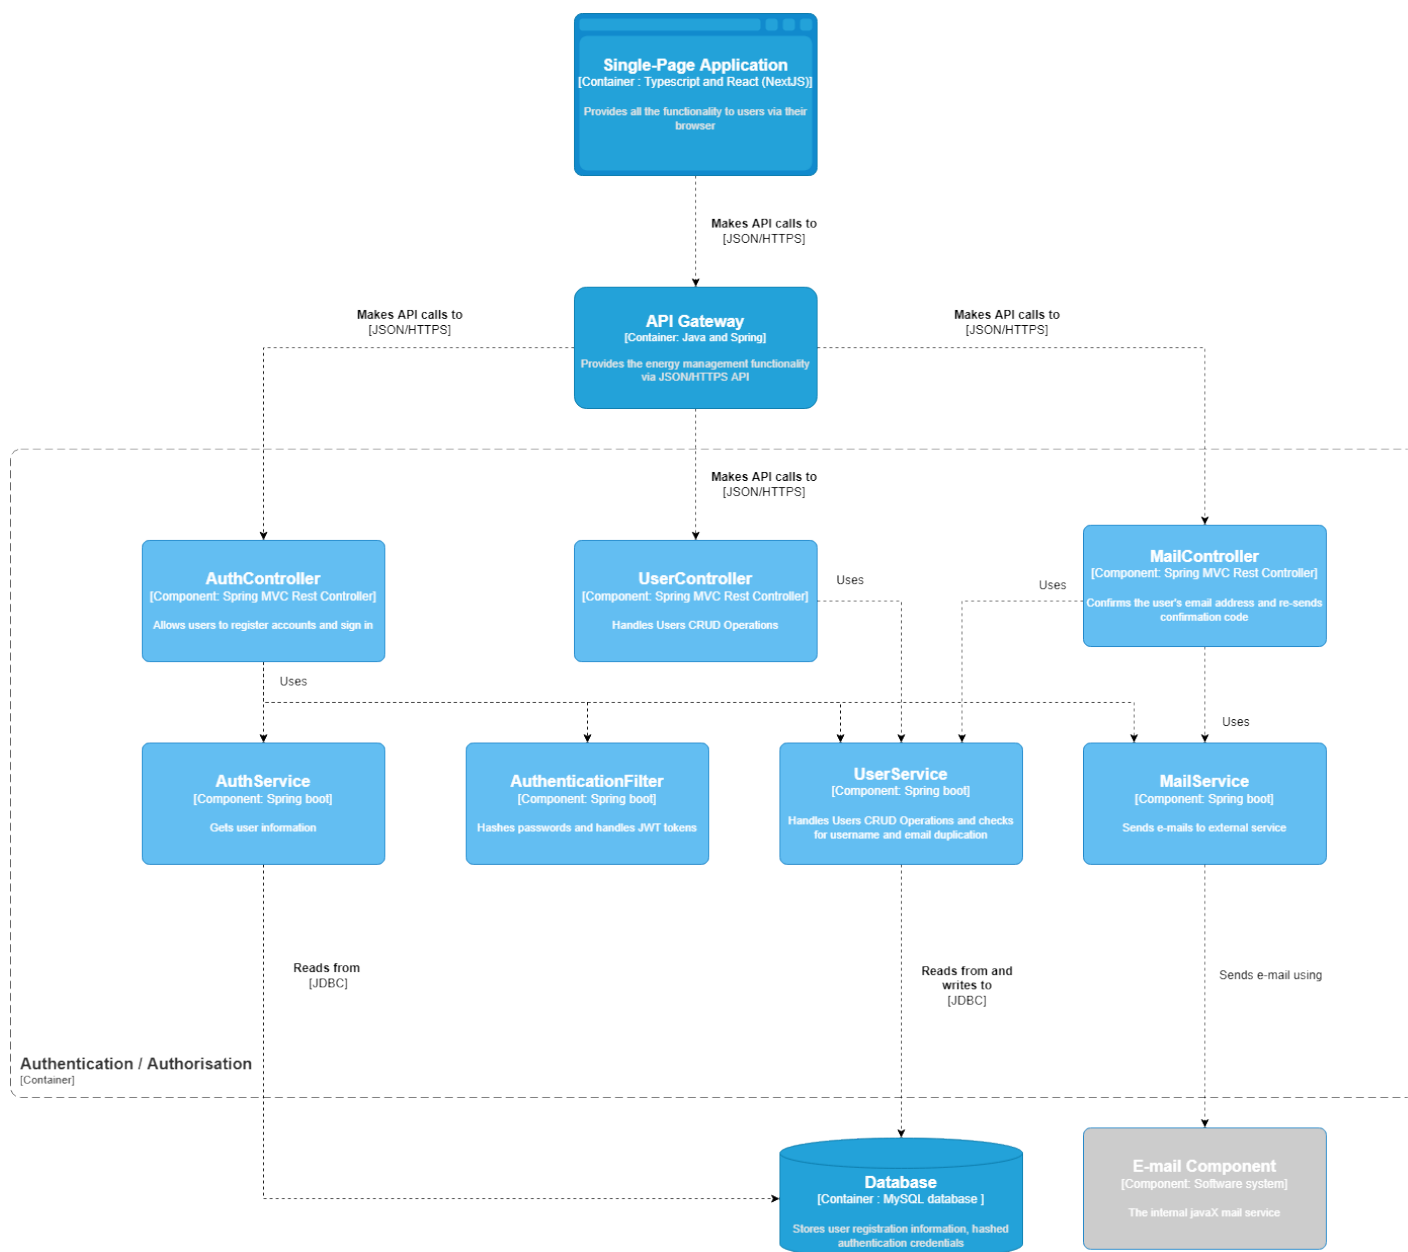 Single-Page Application
[Container : Typescript and React (NextJS)]
Provides all the functionality to users via their
browser
Makes API calls to
[JSON/HTTPS]
Makes API calls to
[JSON/HTTPS]
API Gateway
[Container: Java and Spring]
Provides the energy management functionality
via JSON/HTTPS API
Makes API calls to
[JSON/HTTPS]
Makes API calls to
[JSON/HTTPS]
AuthController
[Component: Spring MVC Rest Controller]
Allows users to register accounts and sign in
UserController
[Component: Spring MVC Rest Controller]
Handles Users CRUD Operations
Uses
Uses
MailController
[Component: Spring MVC Rest Controller]
Confirms the user's email address and re-sends
confirmation code
Uses
Uses
AuthService
[Component: Spring boot]
Gets user information
AuthenticationFilter
[Component: Spring boot]
Hashes passwords and handles JWT tokens
UserService
[Component: Spring boot]
Handles Users CRUD Operations and checks
for username and email duplication
MailService
[Component: Spring boot]
Sends e-mails to external service
Reads from
[JDBC]
Reads from and
writes to
[JDBC]
Sends e-mail using
Authentication / Authorisation
[Container]
Database
[Container : MySQL database ]
Stores user registration information, hashed
authentication credentials
E-mail Component
[Component: Software system]
The internal javaX mail service